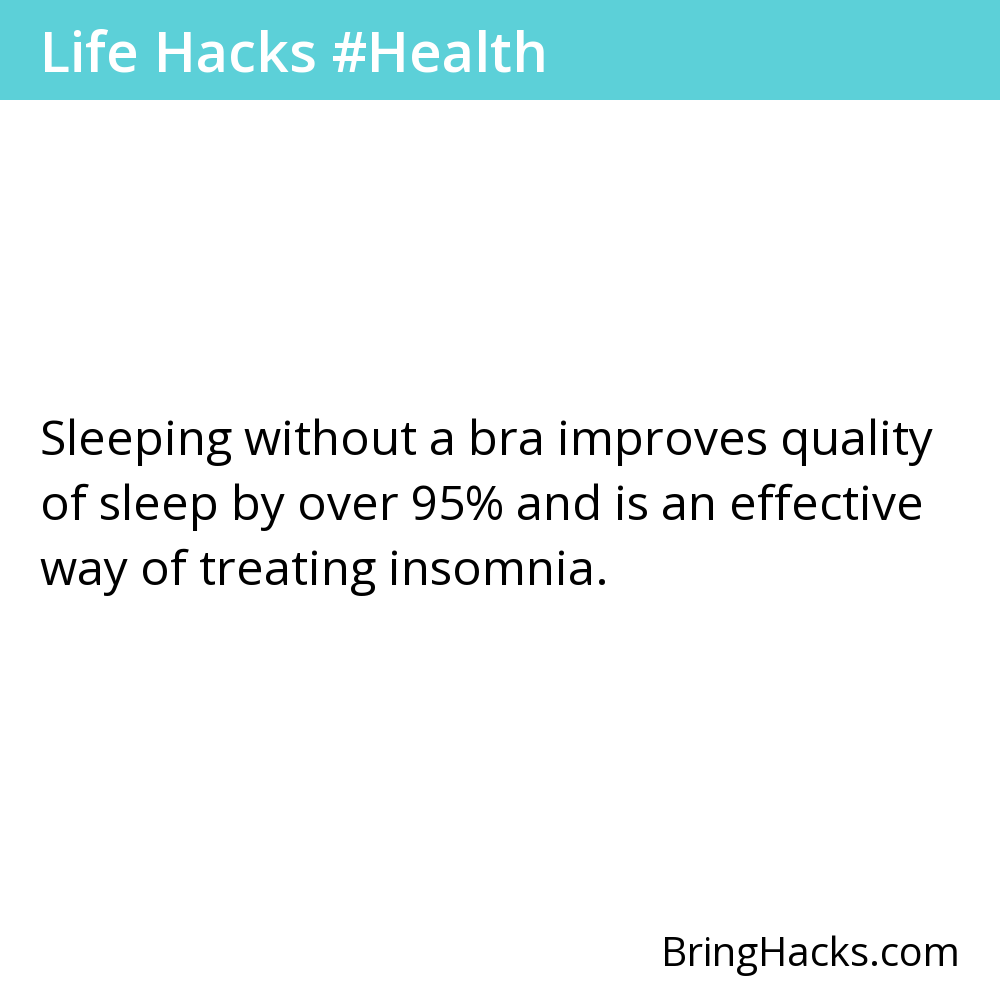 Life Hacks #Health
Sleeping without a bra improves quality
of sleep by over 95% and is an effective
way of treating insomnia.
BringHacks.com